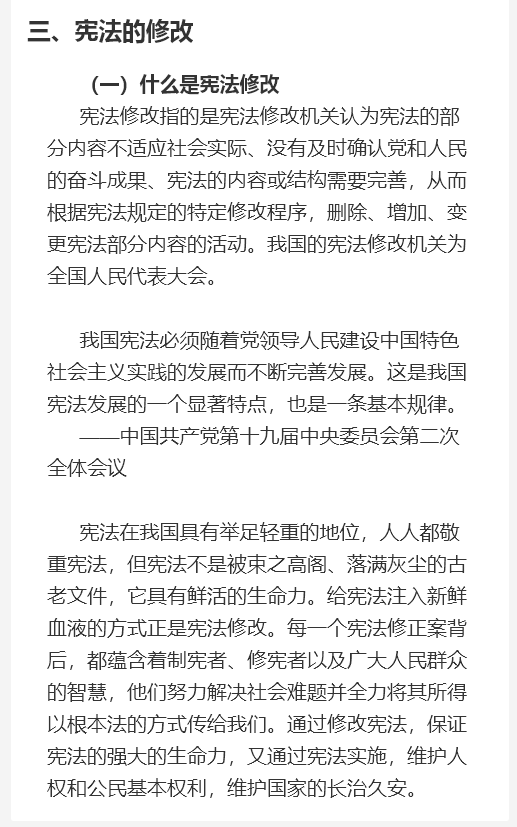 三、宪法的修改
（一）什么是宪法修改
宪法修改指的是宪法修改机关认为宪法的部
分内容不适应社会实际、没有及时确认党和人民
的奋斗成果、宪法的内容或结构需要完善，从而
根据宪法规定的特定修改程序，删除、增加、变
更宪法部分内容的活动。我国的宪法修改机关为
全国人民代表大会。
我国宪法必须随着党领导人民建设中国特色
社会主义实践的发展而不断完善发展。这是我国
宪法发展的一个显著特点，也是一条基本规律。
——中国共产党第十九届中央委员会第二次
全体会议
宪法在我国具有举足轻重的地位，人人都敬
重宪法，但宪法不是被束之高阁、落满灰尘的古
老文件，它具有鲜活的生命力。给宪法注入新鲜
血液的方式正是宪法修改。每一个宪法修正案背
后，都蕴含着制宪者、修宪者以及广大人民群众
的智慧，他们努力解决社会难题并全力将其所得
以根本法的方式传给我们。通过修改宪法，保证
宪法的强大的生命力，又通过宪法实施，维护人
权和公民基本权利，维护国家的长治久安。